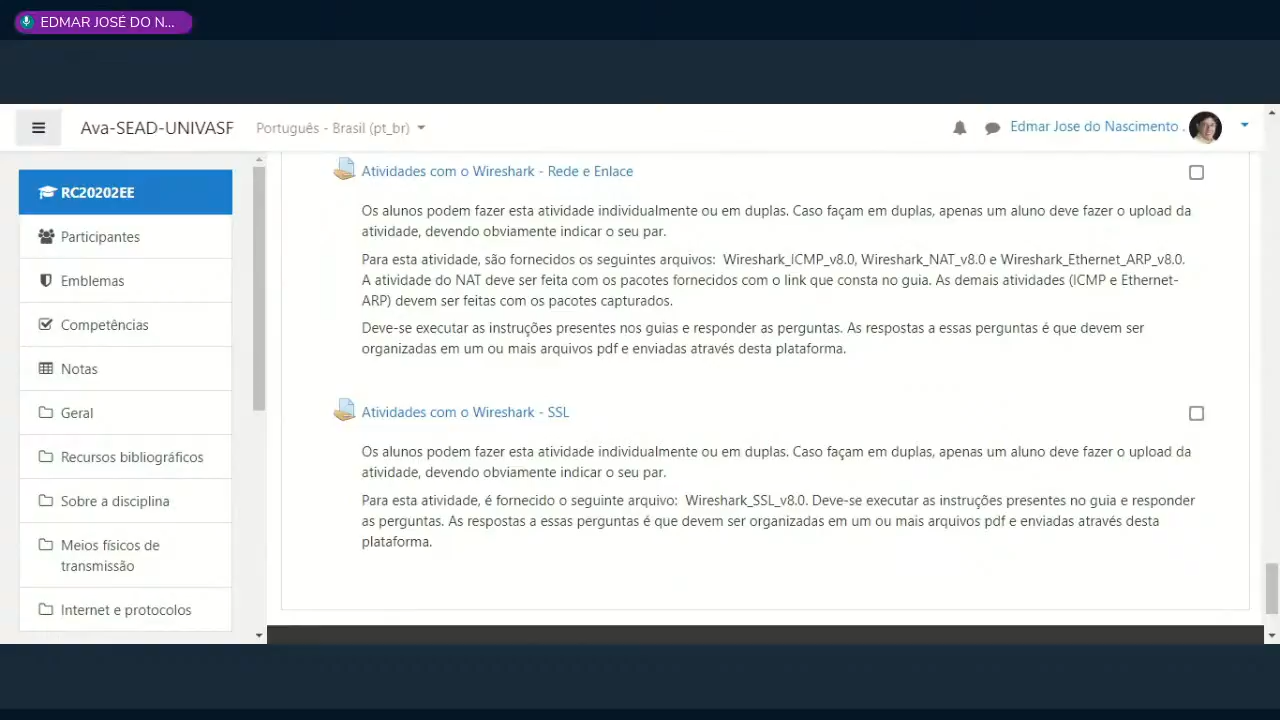 EDMAR JOSÉ DO N...
Ava-SEAD-UNIVASF
Português - Brasil (pt_br)
Edmar Jose do Nascimento .
RC20202EE
Participantes
Emblemas
Competências
Notas
Geral
Recursos bibliográficos
Sobre a disciplina
Meios físicos de
transmissão
Internet e protocolos
Atividades com o Wireshark - Rede e Enlace
Os alunos podem fazer esta atividade individualmente ou em duplas. Caso façam em duplas, apenas um aluno deve fazer o upload da
atividade, devendo obviamente indicar o seu par.
Para esta atividade, são fornecidos os seguintes arquivos: Wireshark_ICMP_v8.0, Wireshark_NAT_v8.0 e Wireshark_Ethernet_ARP_v8.0.
A atividade do NAT deve ser feita com os pacotes fornecidos com o link que consta no guia. As demais atividades (ICMP e Ethernet-
ARP) devem ser feitas com os pacotes capturados.
Deve-se executar as instruções presentes nos guias e responder as perguntas. As respostas a essas perguntas é que devem ser
organizadas em um ou mais arquivos pdf e enviadas através desta plataforma.
Atividades com o Wireshark - SSL
Os alunos podem fazer esta atividade individualmente ou em duplas. Caso façam em duplas, apenas um aluno deve fazer o upload da
atividade, devendo obviamente indicar o seu par.
Para esta atividade, é fornecido o seguinte arquivo: Wireshark_SSL_v8.0. Deve-se executar as instruções presentes no guia e responder
as perguntas. As respostas a essas perguntas é que devem ser organizadas em um ou mais arquivos pdf e enviadas através desta
plataforma.